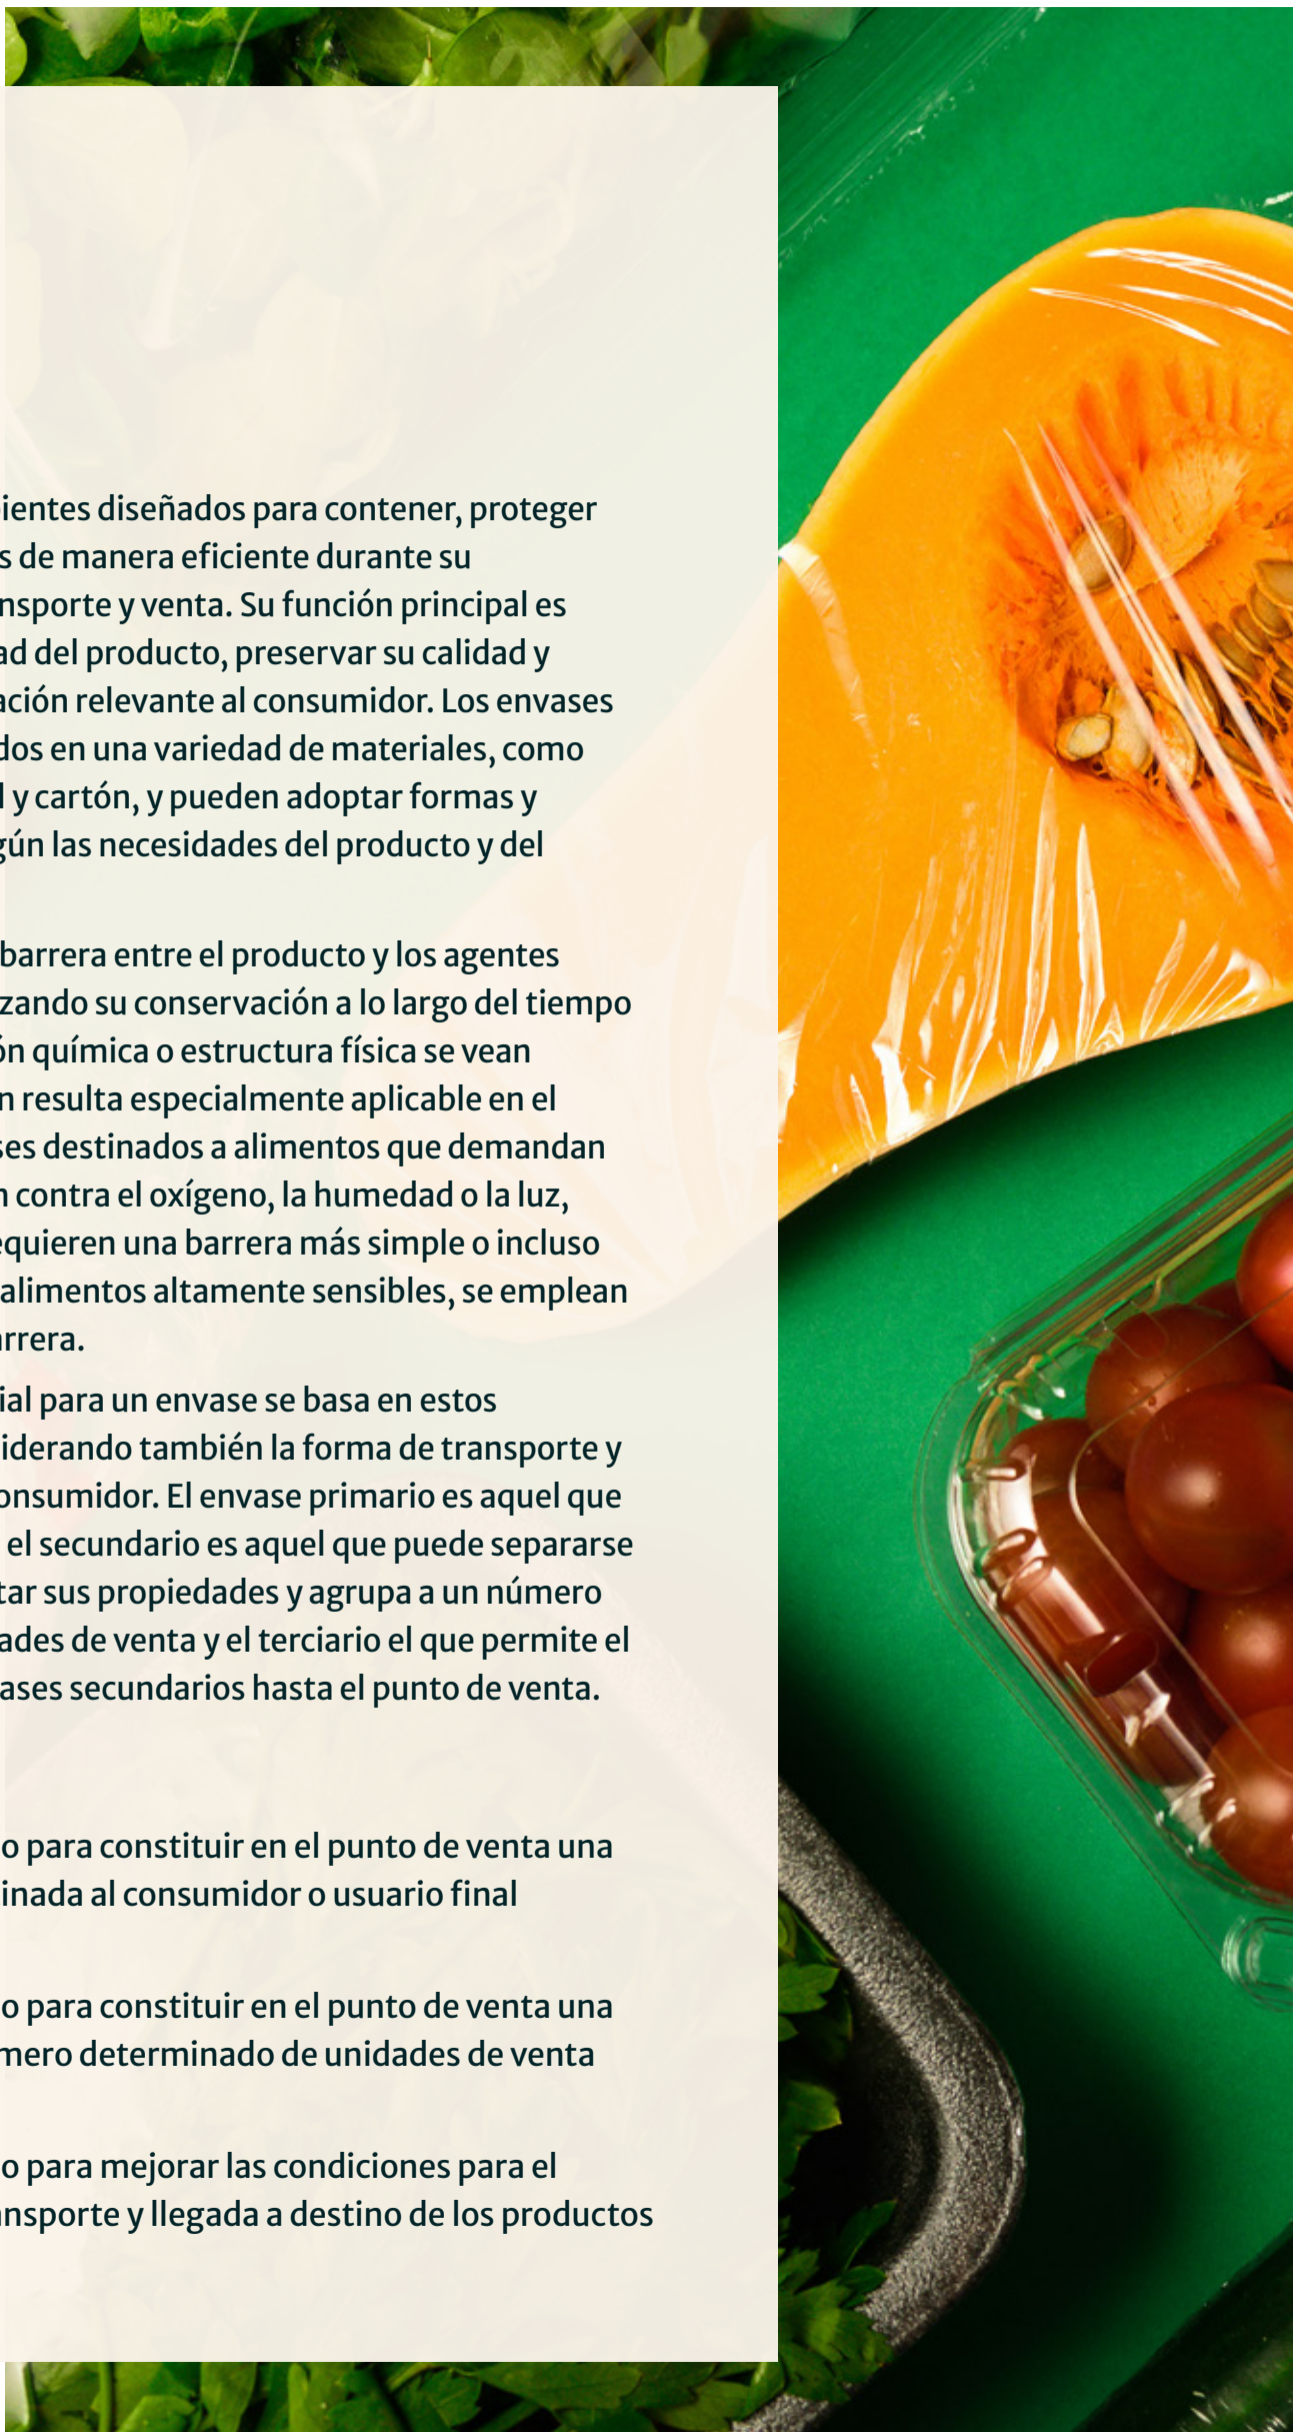 ientes diseñados para contener, proteger
s de manera eficiente durante su
nsporte y venta. Su función principal es
ad del producto, preservar su calidad y
ación relevante al consumidor. Los envases
dos en una variedad de materiales, como
l y cartón, y pueden adoptar formas y
gún las necesidades del producto y del
barrera entre el producto y los agentes
zando su conservación a lo largo del tiempo
ón química o estructura física se vean
n resulta especialmente aplicable en el
ses destinados a alimentos que demandan
n contra el oxígeno, la humedad o la luz,
equieren una barrera más simple o incluso
alimentos altamente sensibles, se emplean
arrera.
ial para un envase se basa en estos
iderando también la forma de transporte y
onsumidor. El envase primario es aquel que
el secundario es aquel que puede separarse
tar sus propiedades y agrupa a un número
ades de venta y el terciario el que permite el
ases secundarios hasta el punto de venta.
o para constituir en el punto de venta una
inada al consumidor o usuario final
o para constituir en el punto de venta una
mero determinado de unidades de venta
o para mejorar las condiciones para el
ansporte y llegada a destino de los productos